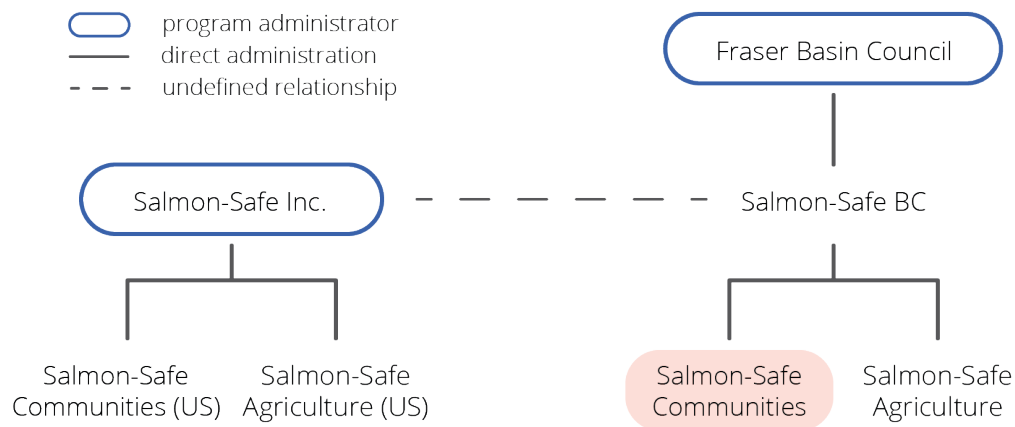 program administrator
direct administration
undefined relationship
Fraser Basin Council
Salmon-Safe Inc.
Salmon-Safe BC
Salmon-Safe
Communities (US)
Salmon-Safe
Agriculture (US)
Salmon-Safe
Communities
Salmon-Safe
Agriculture